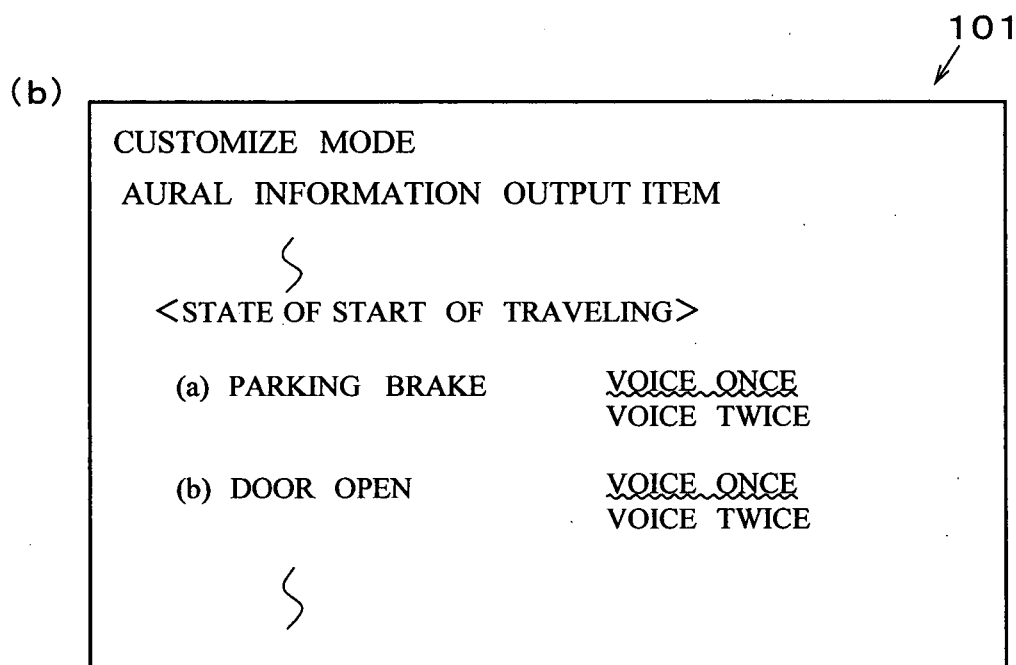 101
(b)
CUSTOMIZE MODE
AURAL INFORMATION OUTPUT ITEM
<STATE OF START OF TRAVELING>
(a) PARKING BRAKE VOICE ONCE
VOICE TWICE
(b) DOOR OPEN VOICE ONCE
VOICE TWICE